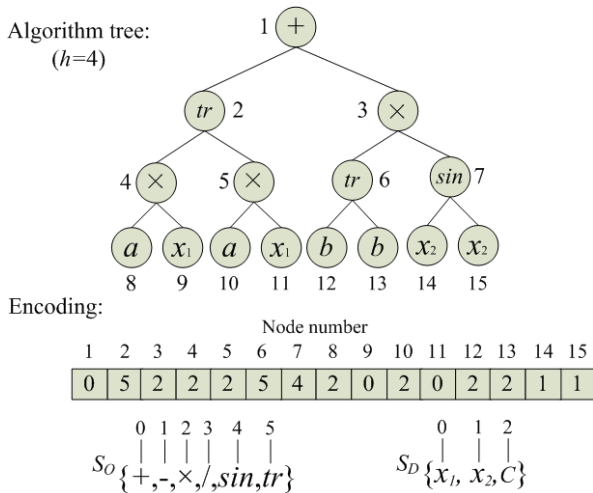 Algorithm tree:
(h=4)
1 +
tr 2 3 ×
4 × 5 × tr 6 sin 7
a x₁ a x₁ b b x₂ x₂
8 9 10 11 12 13 14 15
Encoding:
Node number
1 2 3 4 5 6 7 8 9 10 11 12 13 14 15
0 5 2 2 2 5 4 2 0 2 0 2 2 1 1
0 1 2 3 4 5 0 1 2
S_O{+,-,×,/,sin,tr} S_D{x₁, x₂,C}